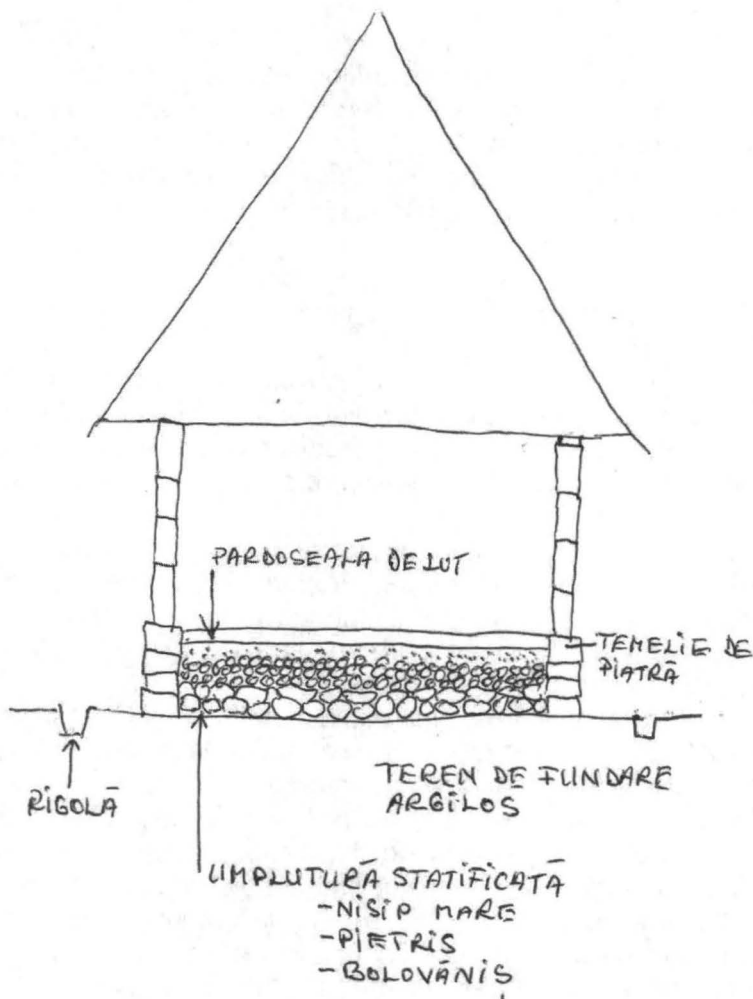 PARDOSEALĂ DE LUT
TEMELIE DE
PIATRĂ
RIGOLĂ
TEREN DE FUNDARE
ARGILOS
UMPLUTURĂ STATIFICATĂ
-NISIP MARE
-PIETRIS
-BOLOVĂNIS